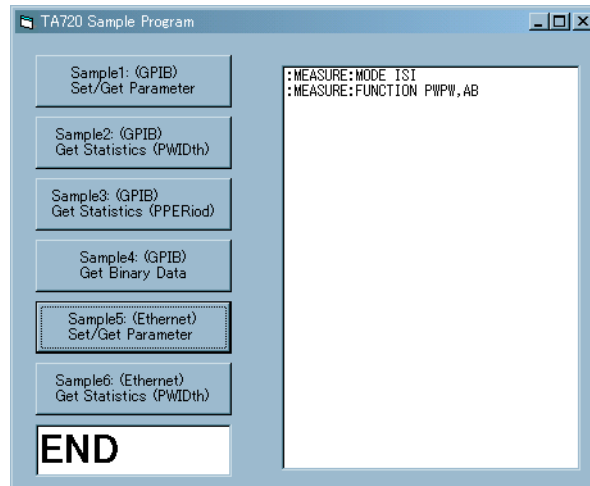 TA720 Sample Program
Sample1: (GPIB)
Set/Get Parameter
Sample2: (GPIB)
Get Statistics (PWIDth)
Sample3: (GPIB)
Get Statistics (PPERiod)
Sample4: (GPIB)
Get Binary Data
Sample5: (Ethernet)
Set/Get Parameter
Sample6: (Ethernet)
Get Statistics (PWIDth)
END
:MEASURE:MODE ISI
:MEASURE:FUNCTION PWPW,AB